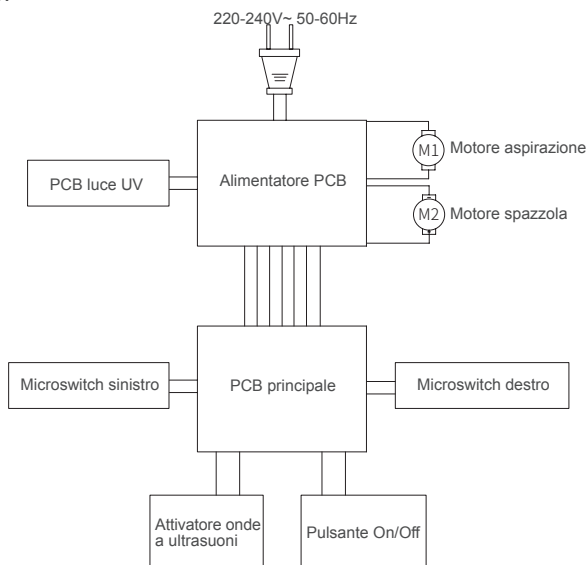 220-240V~ 50-60Hz
M1 Motore aspirazione
PCB luce UV
Alimentatore PCB
M2 Motore spazzola
Microswitch sinistro
PCB principale
Microswitch destro
Attivatore onde
a ultrasuoni
Pulsante On/Off